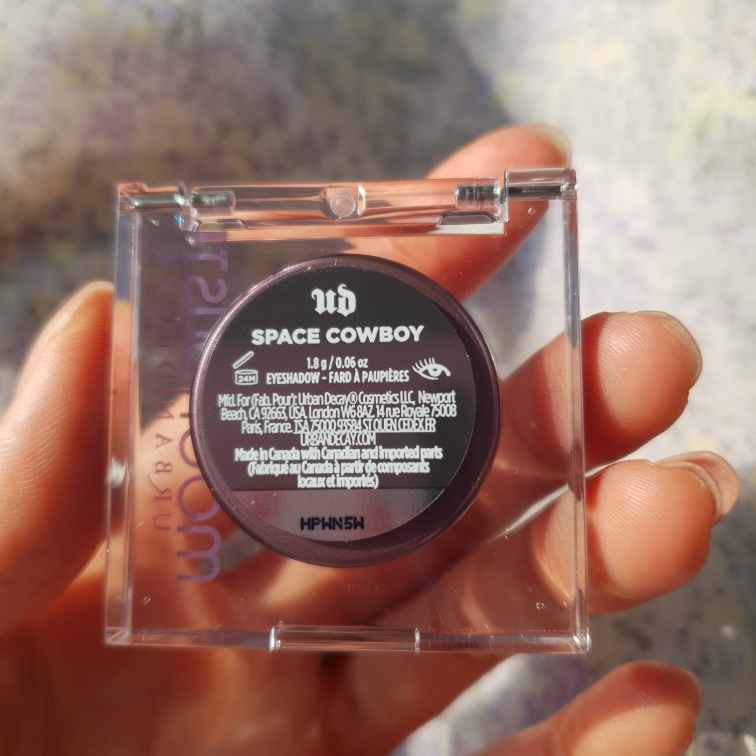 UD
SPACE COWBOY
1.8 g / 0.06 oz
24M EYESHADOW - FARD À PAUPIÈRES
Mfd. For (Fab. Pour): Urban Decay® Cosmetics LLC, Newport
Beach, CA 92663, USA. London W6 8AZ. 14 rue Royale 75008
Paris, France. TSA 75000 93584 ST OUEN CEDEX FR
URBANDECAY.COM
Made in Canada with Canadian and imported parts
(Fabriqué au Canada à partir de composants
locaux et importés)
HPWN5W